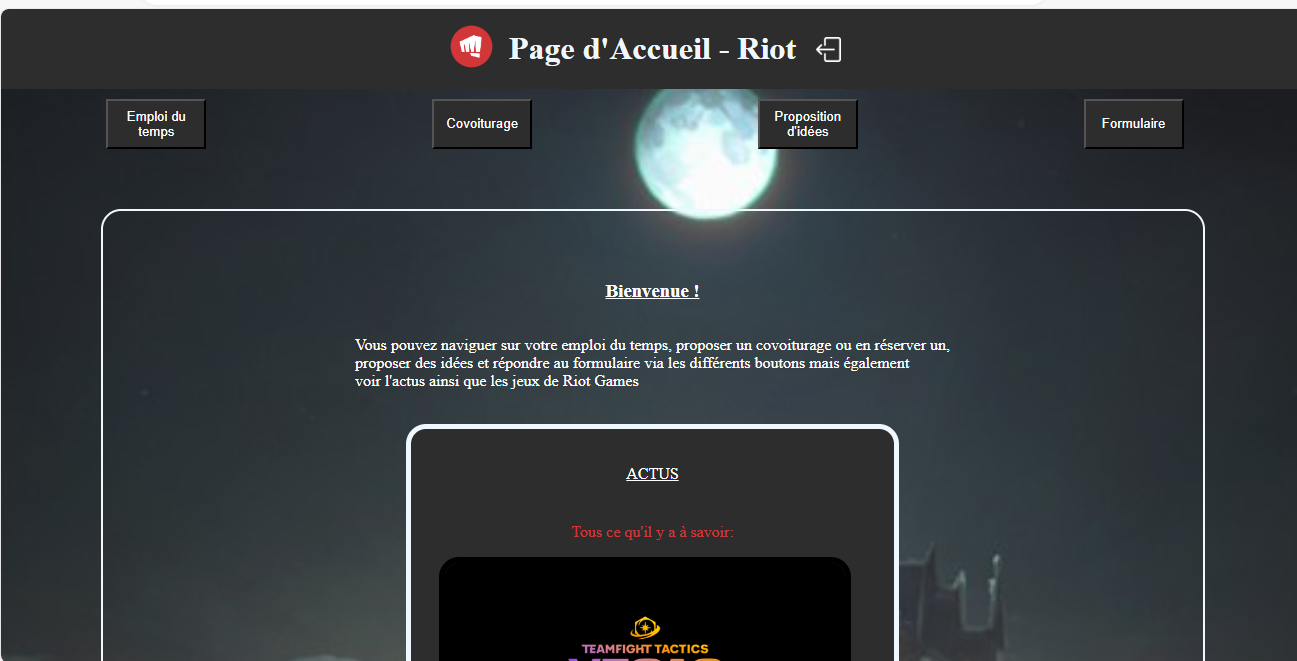 Page d'Accueil - Riot
Emploi du
temps
Covoiturage
Proposition
d'idées
Formulaire
Bienvenue !
Vous pouvez naviguer sur votre emploi du temps, proposer un covoiturage ou en réserver un,
proposer des idées et répondre au formulaire via les différents boutons mais également
voir l'actus ainsi que les jeux de Riot Games
ACTUS
Tous ce qu'il y a à savoir:
TEAMFIGHT TACTICS